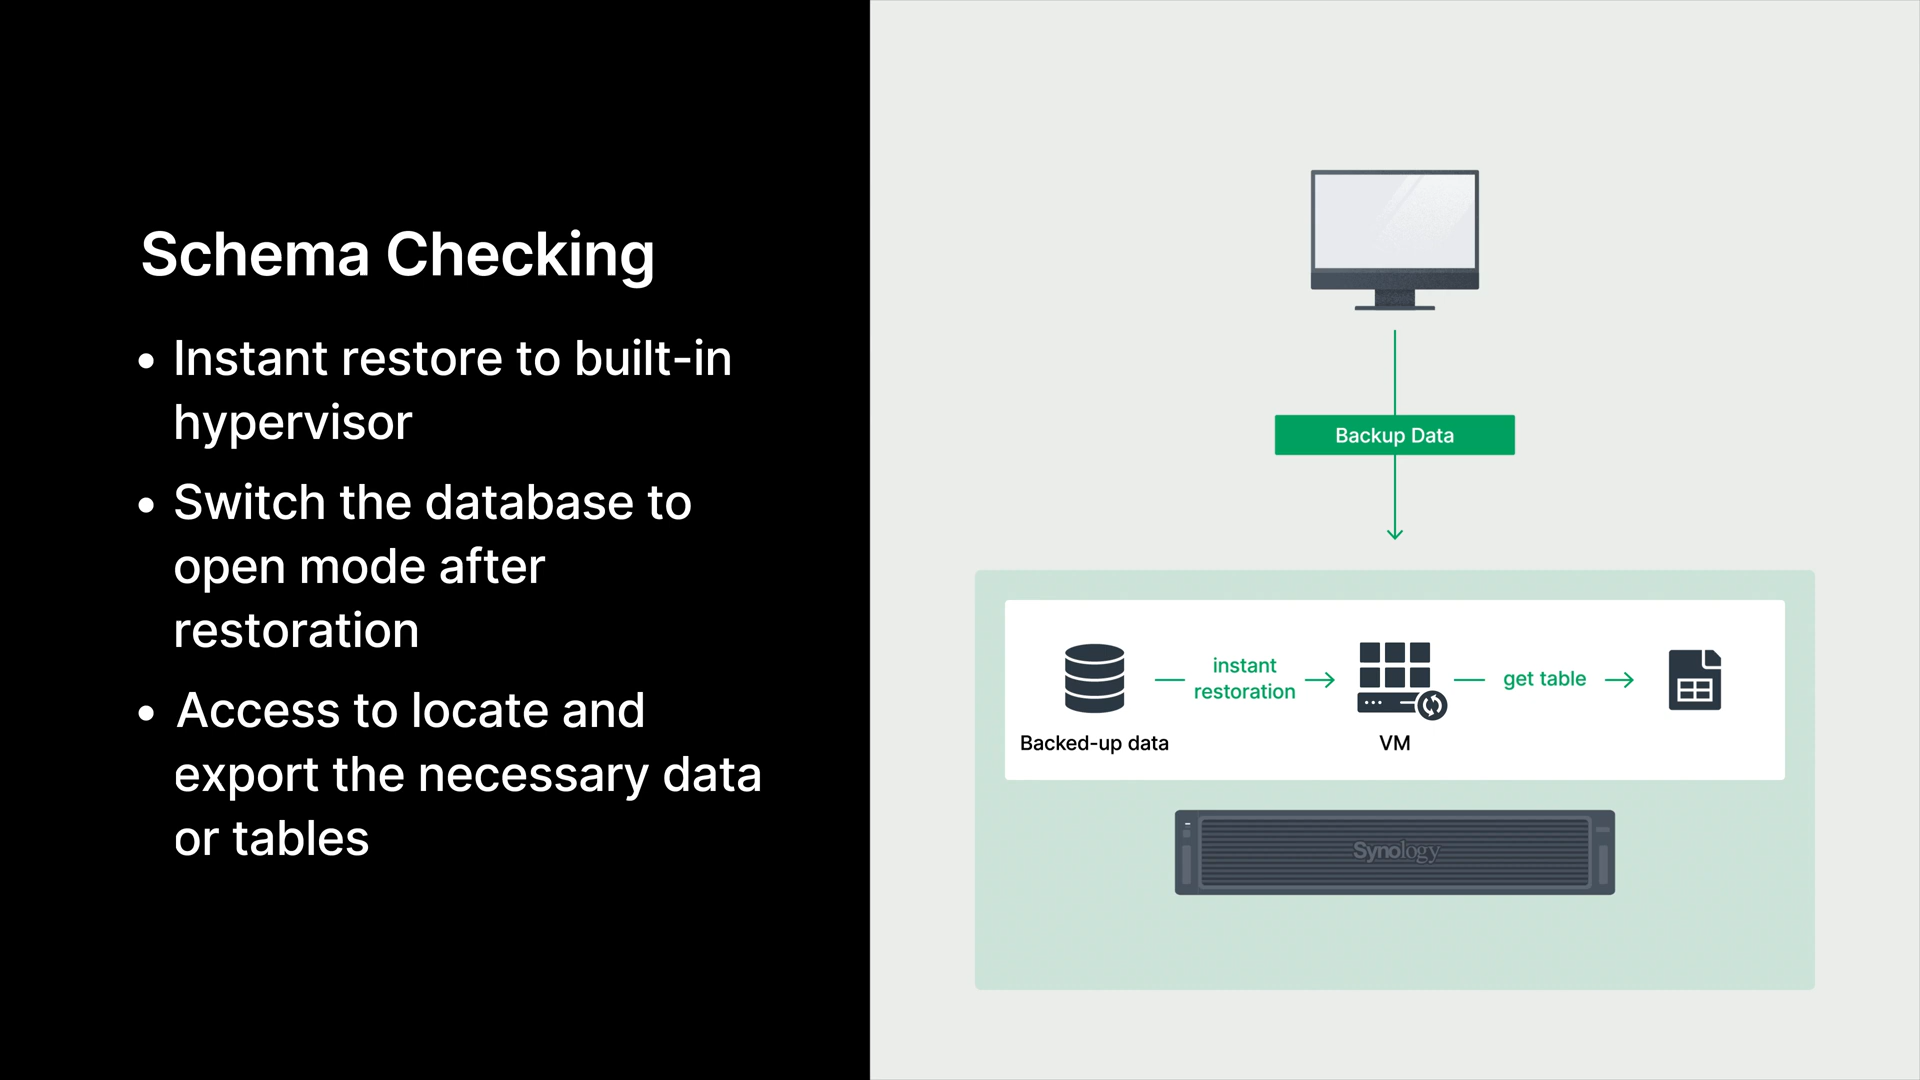 Schema Checking
• Instant restore to built-in
hypervisor
• Switch the database to
open mode after
restoration
• Access to locate and
export the necessary data
or tables
Backup Data
instant
restoration
get table
Backed-up data
VM
Synology